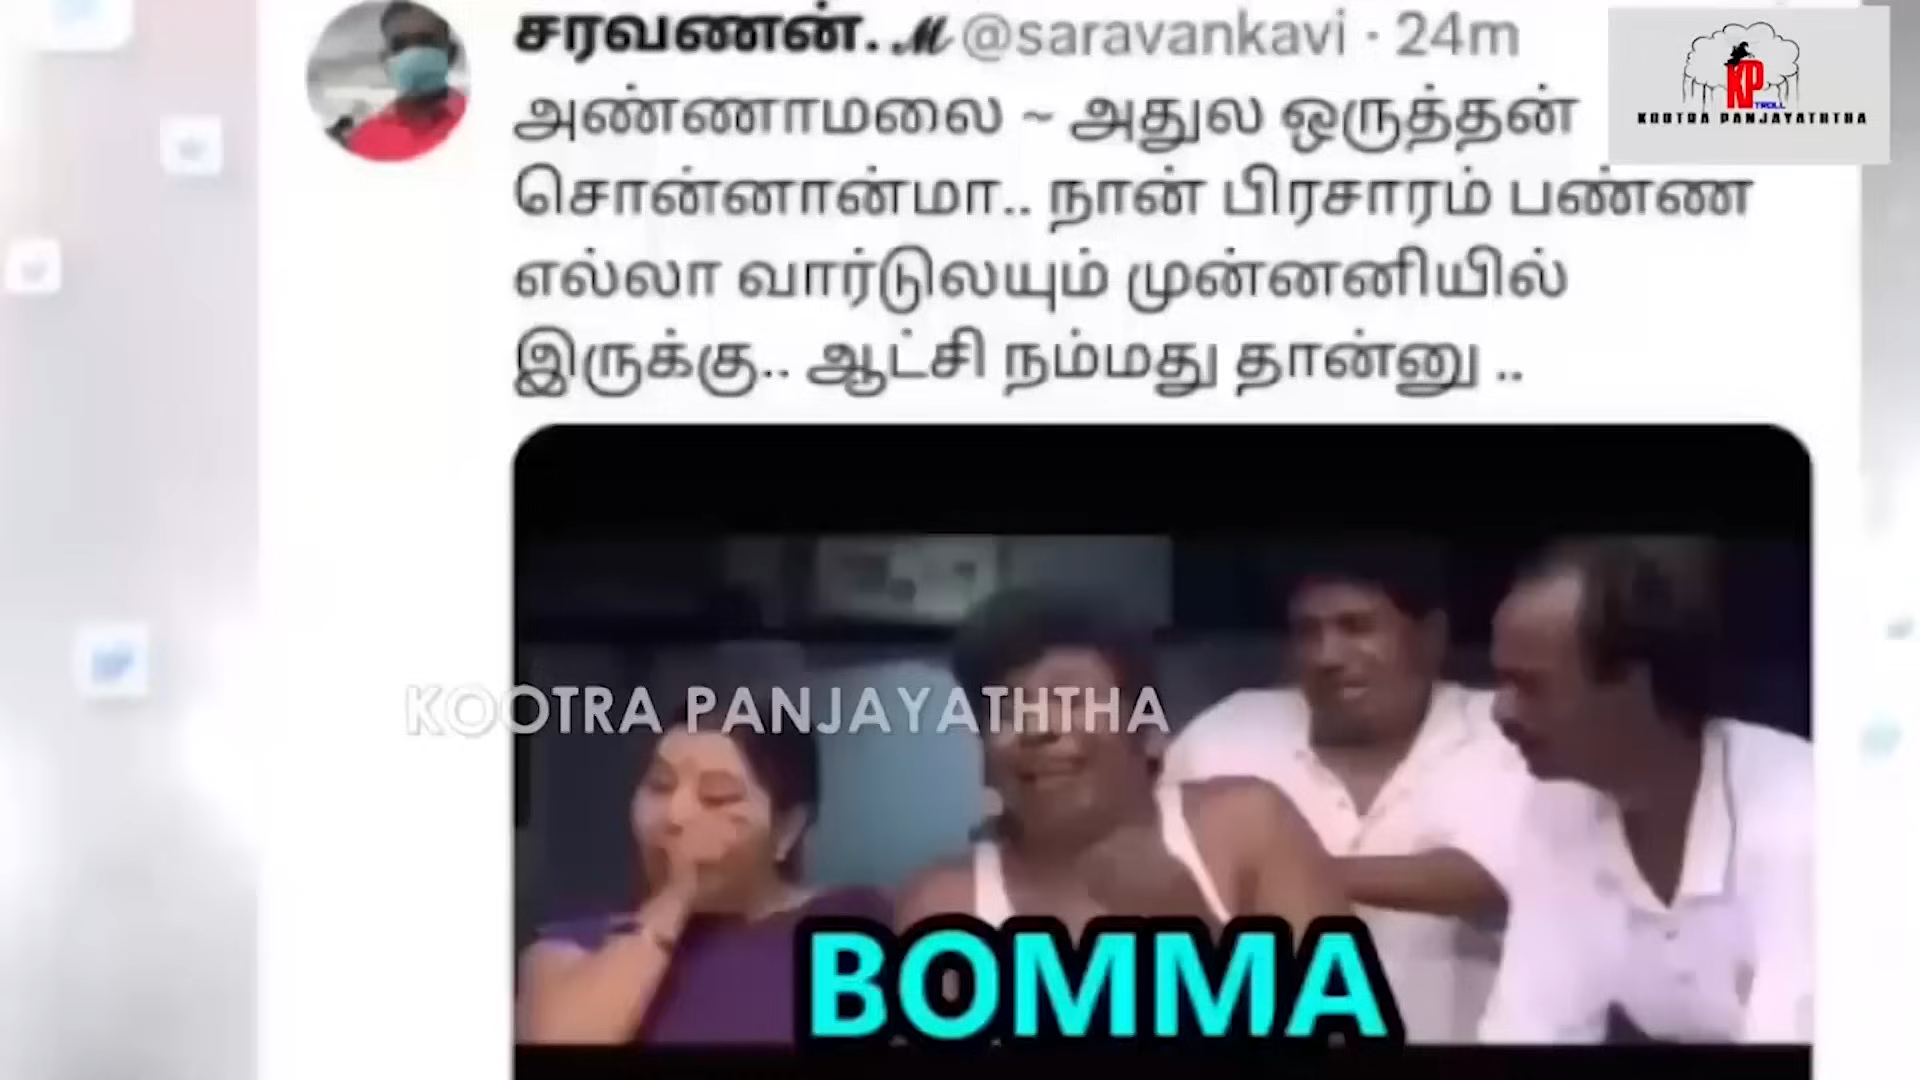 சரவணன்..𝓜 @saravankavi · 24m
அண்ணாமலை ~ அதுல ஒருத்தன்
சொன்னான்மா.. நான் பிரசாரம் பண்ண
எல்லா வார்டுலயும் முன்னனியில்
இருக்கு.. ஆட்சி நம்மது தான்னு ..
KP
TROLL
KOOTRA PANJAYATHTHA
KOOTRA PANJAYATHTHA
BOMMA